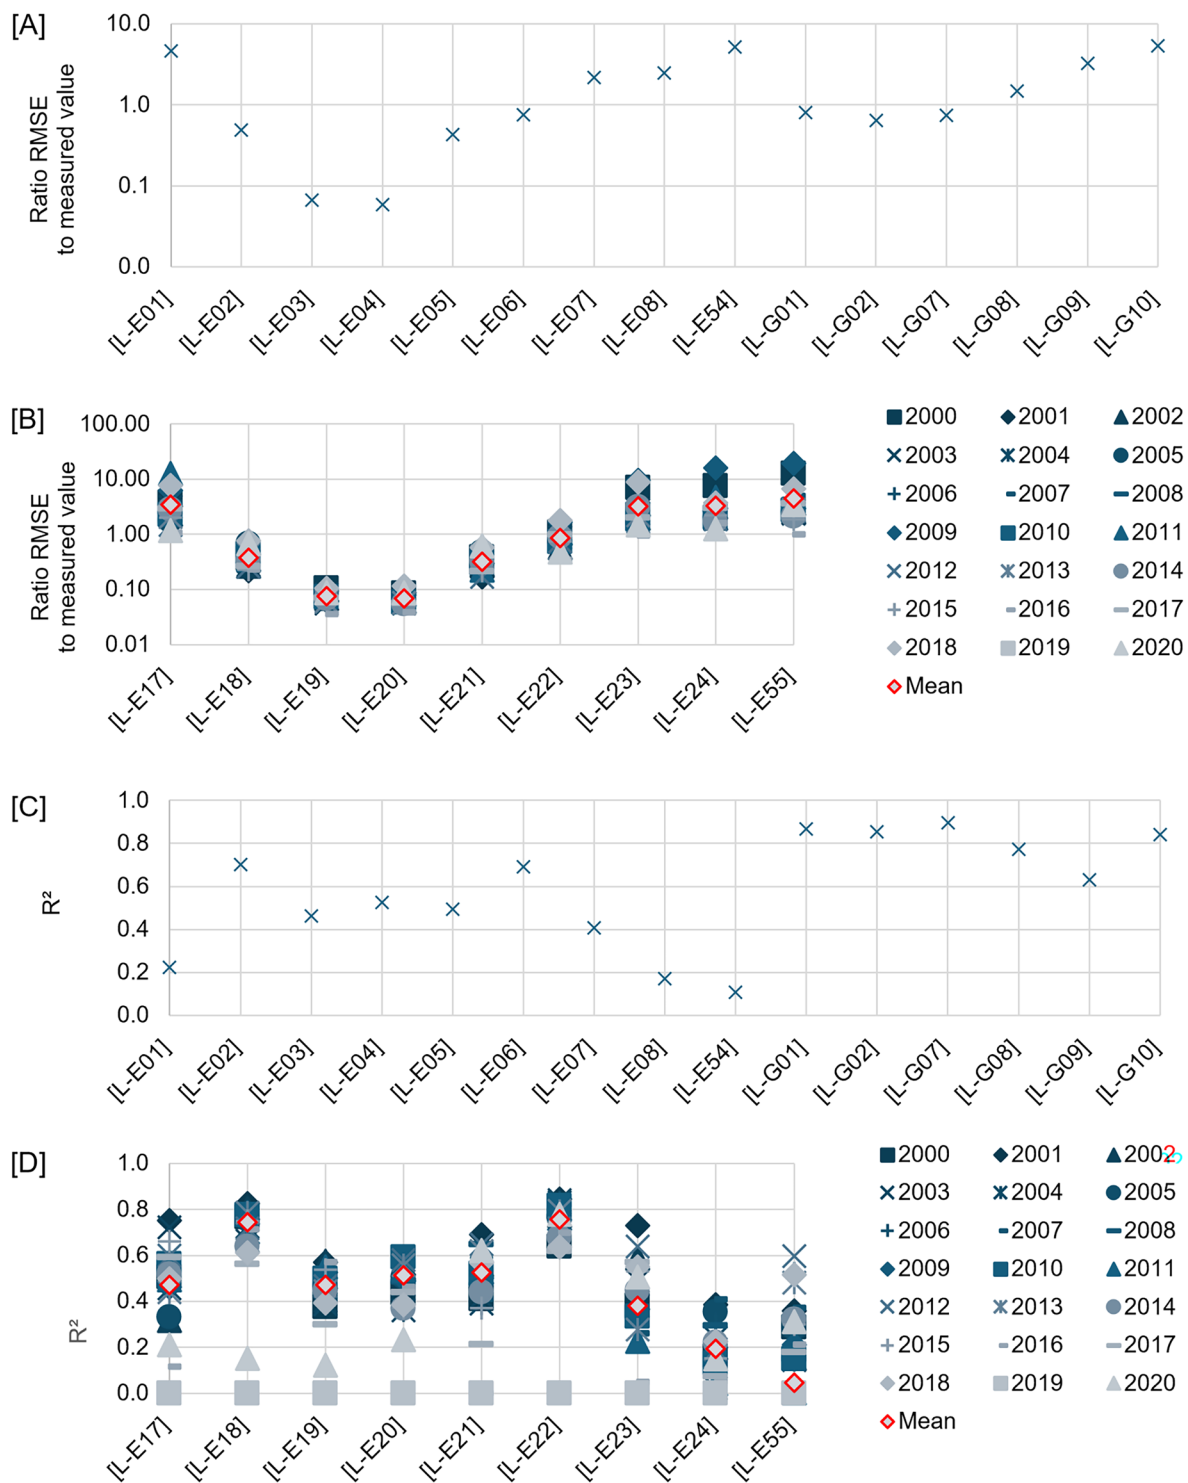 [A]
Ratio RMSE
to measured value
10.0
1.0
0.1
0.0
[L-E01] [L-E02] [L-E03] [L-E04] [L-E05] [L-E06] [L-E07] [L-E08] [L-E54] [L-G01] [L-G02] [L-G07] [L-G08] [L-G09] [L-G10]
[B]
Ratio RMSE
to measured value
100.00
10.00
1.00
0.10
0.01
[L-E17] [L-E18] [L-E19] [L-E20] [L-E21] [L-E22] [L-E23] [L-E24] [L-E55]
2000 2001 2002
2003 2004 2005
2006 2007 2008
2009 2010 2011
2012 2013 2014
2015 2016 2017
2018 2019 2020
Mean
[C]
R²
1.0
0.8
0.6
0.4
0.2
0.0
[L-E01] [L-E02] [L-E03] [L-E04] [L-E05] [L-E06] [L-E07] [L-E08] [L-E54] [L-G01] [L-G02] [L-G07] [L-G08] [L-G09] [L-G10]
[D]
R²
1.0
0.8
0.6
0.4
0.2
0.0
[L-E17] [L-E18] [L-E19] [L-E20] [L-E21] [L-E22] [L-E23] [L-E24] [L-E55]
2000 2001 2002
2003 2004 2005
2006 2007 2008
2009 2010 2011
2012 2013 2014
2015 2016 2017
2018 2019 2020
Mean